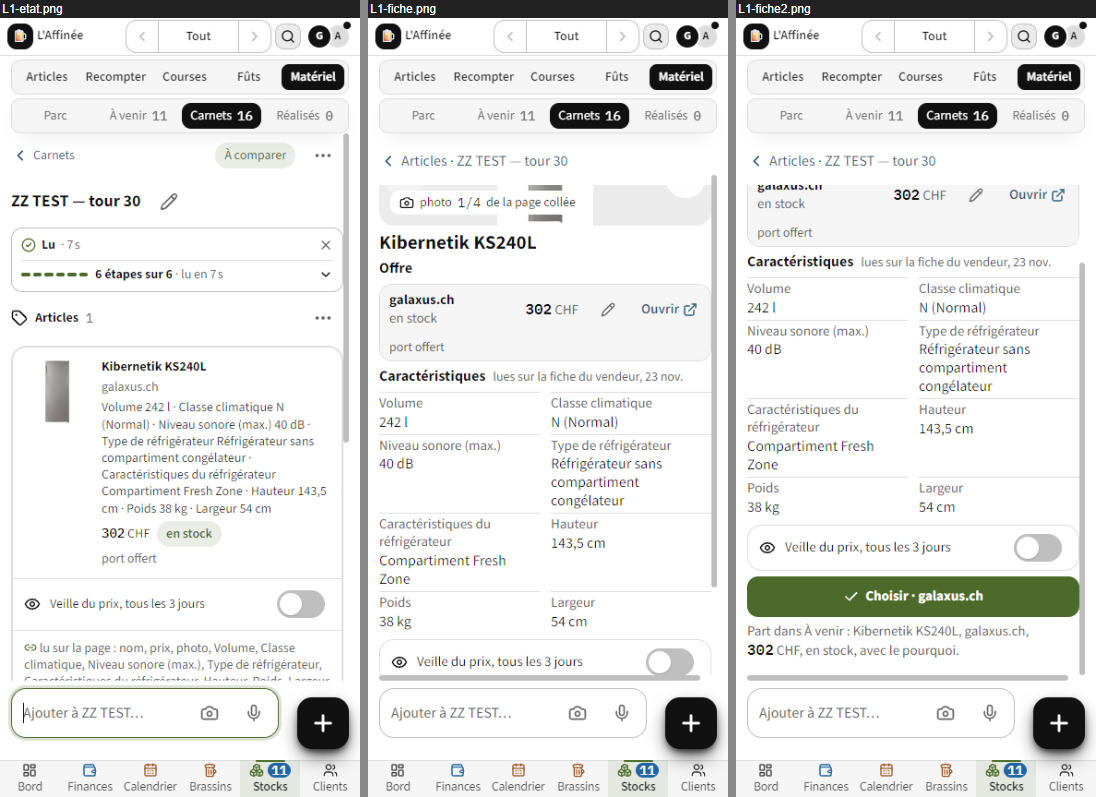 L1-etat.png
L'Affinée
Tout
G
A
Articles
Recompter
Courses
Fûts
Matériel
Parc
À venir 11
Carnets 16
Réalisés 0
Carnets
À comparer
ZZ TEST — tour 30
Lu · 7 s
6 étapes sur 6 · lu en 7 s
Articles 1
Kibernetik KS240L
galaxus.ch
Volume 242 l · Classe climatique N
(Normal) · Niveau sonore (max.) 40 dB ·
Type de réfrigérateur Réfrigérateur sans
compartiment congélateur ·
Caractéristiques du réfrigérateur
Compartiment Fresh Zone · Hauteur 143,5
cm · Poids 38 kg · Largeur 54 cm
302 CHF
en stock
port offert
Veille du prix, tous les 3 jours
lu sur la page : nom, prix, photo, Volume, Classe
climatique, Niveau sonore (max.), Type de réfrigérateur,
Caractéristiques du réfrigérateur, Hauteur, Poids, Largeur
Ajouter à ZZ TEST…
Bord
Finances
Calendrier
Brassins
11
Stocks
Clients
L1-fiche.png
L'Affinée
Tout
G
A
Articles
Recompter
Courses
Fûts
Matériel
Parc
À venir 11
Carnets 16
Réalisés 0
Articles · ZZ TEST — tour 30
photo 1/4 de la page collée
Kibernetik KS240L
Offre
galaxus.ch
en stock
302 CHF
Ouvrir
port offert
Caractéristiques lues sur la fiche du vendeur, 23 nov.
Volume
242 l
Classe climatique
N (Normal)
Niveau sonore (max.)
40 dB
Type de réfrigérateur
Réfrigérateur sans
compartiment
congélateur
Caractéristiques du
réfrigérateur
Compartiment Fresh
Zone
Hauteur
143,5 cm
Poids
38 kg
Largeur
54 cm
Veille du prix, tous les 3 jours
Ajouter à ZZ TEST…
Bord
Finances
Calendrier
Brassins
11
Stocks
Clients
L1-fiche2.png
L'Affinée
Tout
G
A
Articles
Recompter
Courses
Fûts
Matériel
Parc
À venir 11
Carnets 16
Réalisés 0
Articles · ZZ TEST — tour 30
galaxus.ch
en stock
302 CHF
Ouvrir
port offert
Caractéristiques lues sur la fiche du vendeur, 23 nov.
Volume
242 l
Classe climatique
N (Normal)
Niveau sonore (max.)
40 dB
Type de réfrigérateur
Réfrigérateur sans
compartiment
congélateur
Caractéristiques du
réfrigérateur
Compartiment Fresh
Zone
Hauteur
143,5 cm
Poids
38 kg
Largeur
54 cm
Veille du prix, tous les 3 jours
Choisir · galaxus.ch
Part dans À venir : Kibernetik KS240L, galaxus.ch,
302 CHF, en stock, avec le pourquoi.
Ajouter à ZZ TEST…
Bord
Finances
Calendrier
Brassins
11
Stocks
Clients